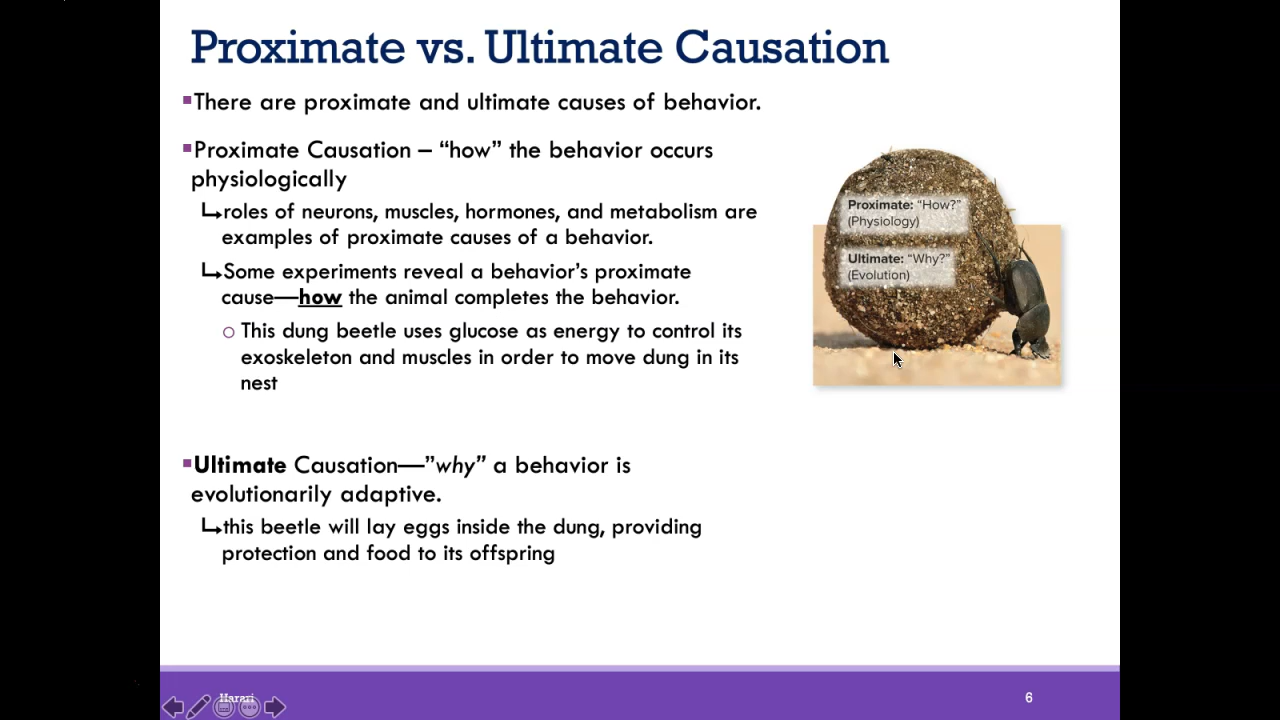 Proximate vs. Ultimate Causation
▪There are proximate and ultimate causes of behavior.
▪Proximate Causation – “how” the behavior occurs
physiologically
↳roles of neurons, muscles, hormones, and metabolism are
examples of proximate causes of a behavior.
↳Some experiments reveal a behavior’s proximate
cause—how the animal completes the behavior.
○ This dung beetle uses glucose as energy to control its
exoskeleton and muscles in order to move dung in its
nest
▪Ultimate Causation—”why” a behavior is
evolutionarily adaptive.
↳this beetle will lay eggs inside the dung, providing
protection and food to its offspring
Proximate: “How?”
(Physiology)
Ultimate: “Why?”
(Evolution)
Harari
6